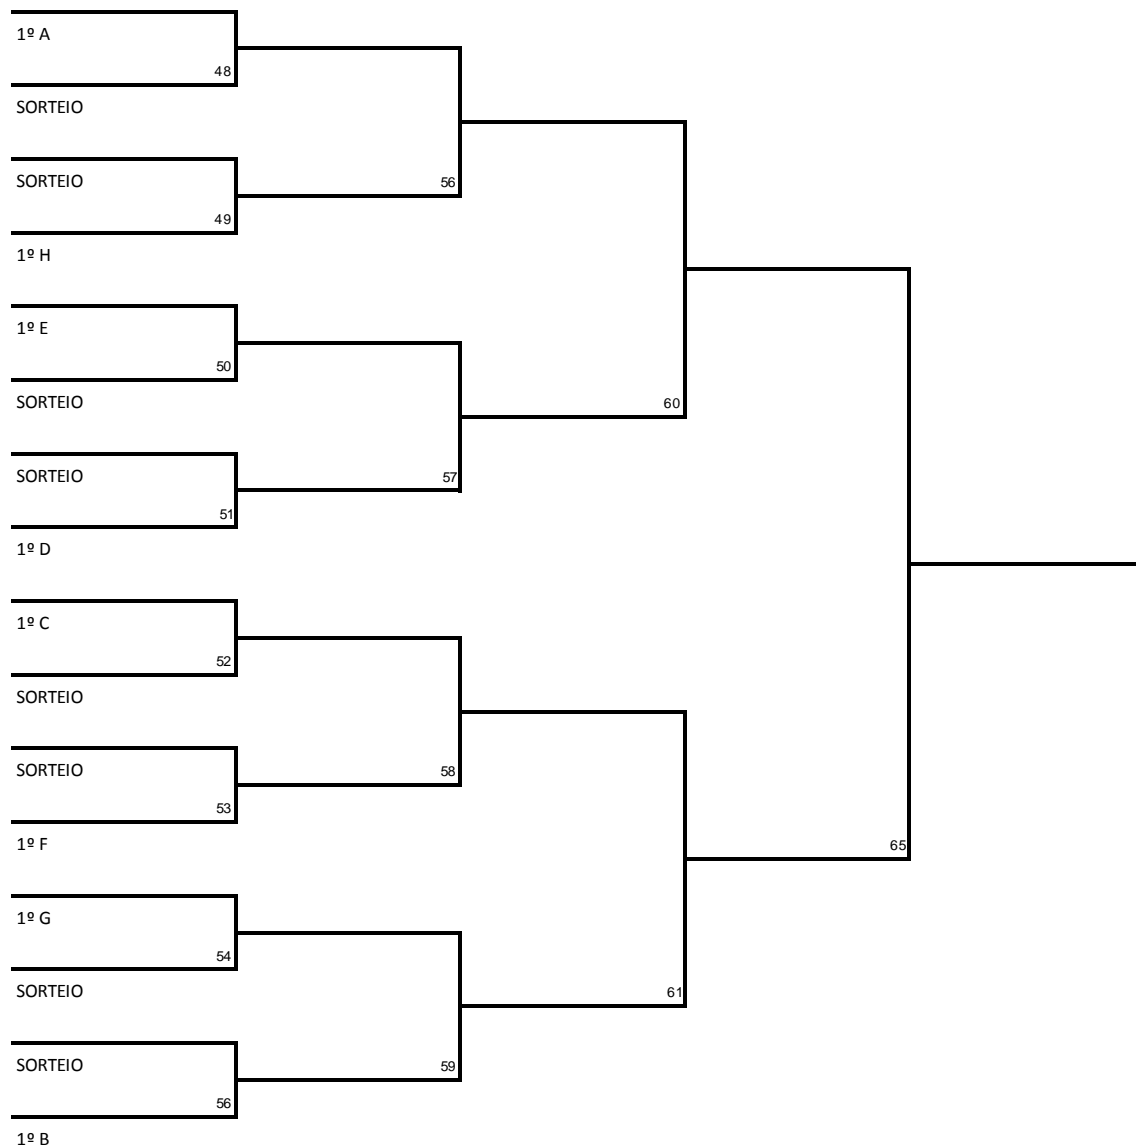 1º A
48
SORTEIO
SORTEIO
56
49
1º H
1º E
50
SORTEIO
60
SORTEIO
57
51
1º D
1º C
52
SORTEIO
SORTEIO
58
53
1º F
65
1º G
54
SORTEIO
61
SORTEIO
59
56
1º B